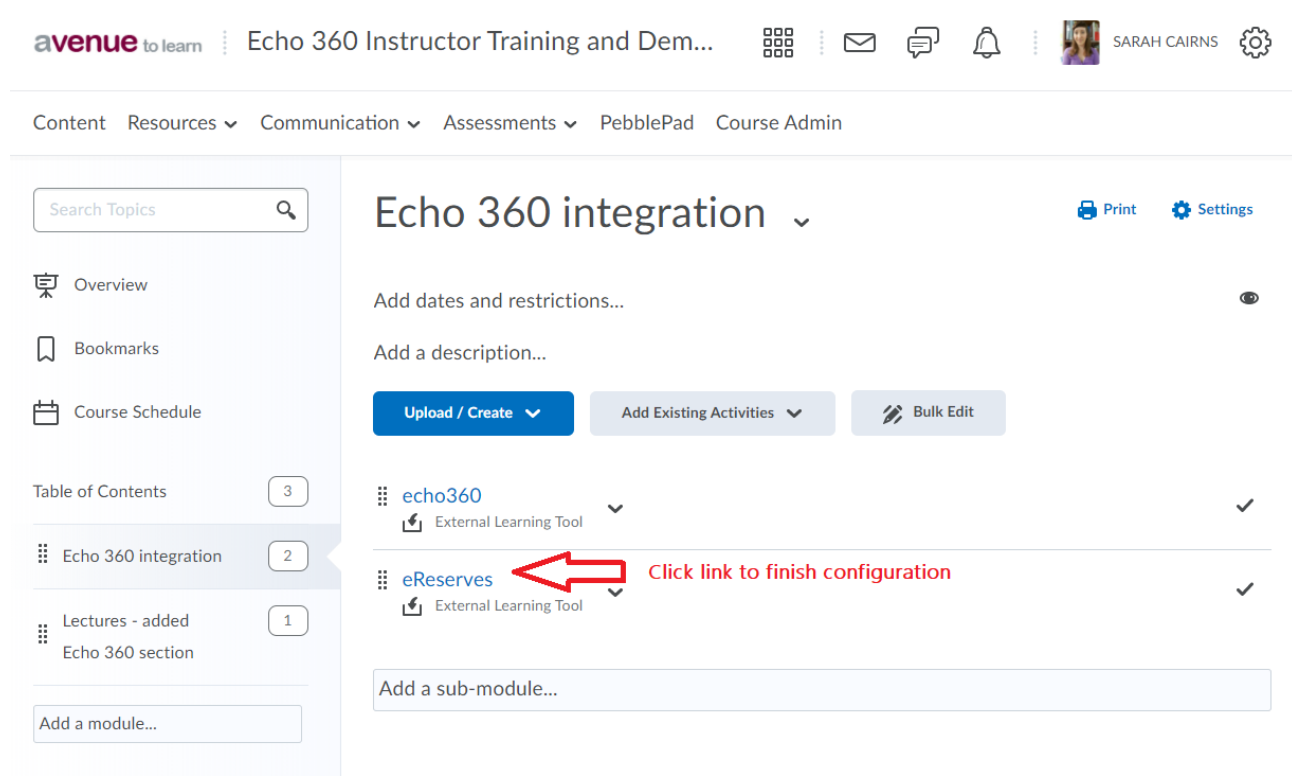 avenue to learn Echo 360 Instructor Training and Dem... SARAH CAIRNS
Content Resources Communication Assessments PebblePad Course Admin
Search Topics
Overview
Bookmarks
Course Schedule
Table of Contents 3
Echo 360 integration 2
Lectures - added 1
Echo 360 section
Add a module...
Echo 360 integration
Print Settings
Add dates and restrictions...
Add a description...
Upload / Create Add Existing Activities Bulk Edit
echo360
External Learning Tool
eReserves Click link to finish configuration
External Learning Tool
Add a sub-module...